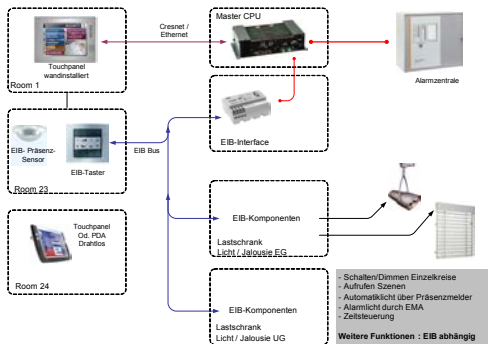 Cresnet /
Ethernet
Master CPU
Touchpanel
wandinstalliert
Room 1
Alarmzentrale
EIB-Interface
EIB- Präsenz-
Sensor
EIB-Taster
EIB Bus
Room 23
Touchpanel
Od. PDA
Drahtlos
Room 24
EIB-Komponenten
Lastschrank
Licht / Jalousie EG
EIB-Komponenten
Lastschrank
Licht / Jalousie UG
- Schalten/Dimmen Einzelkreise
- Aufrufen Szenen
- Automatiklicht über Präsenzmelder
- Alarmlicht durch EMA
- Zeitsteuerung
Weitere Funktionen : EIB abhängig